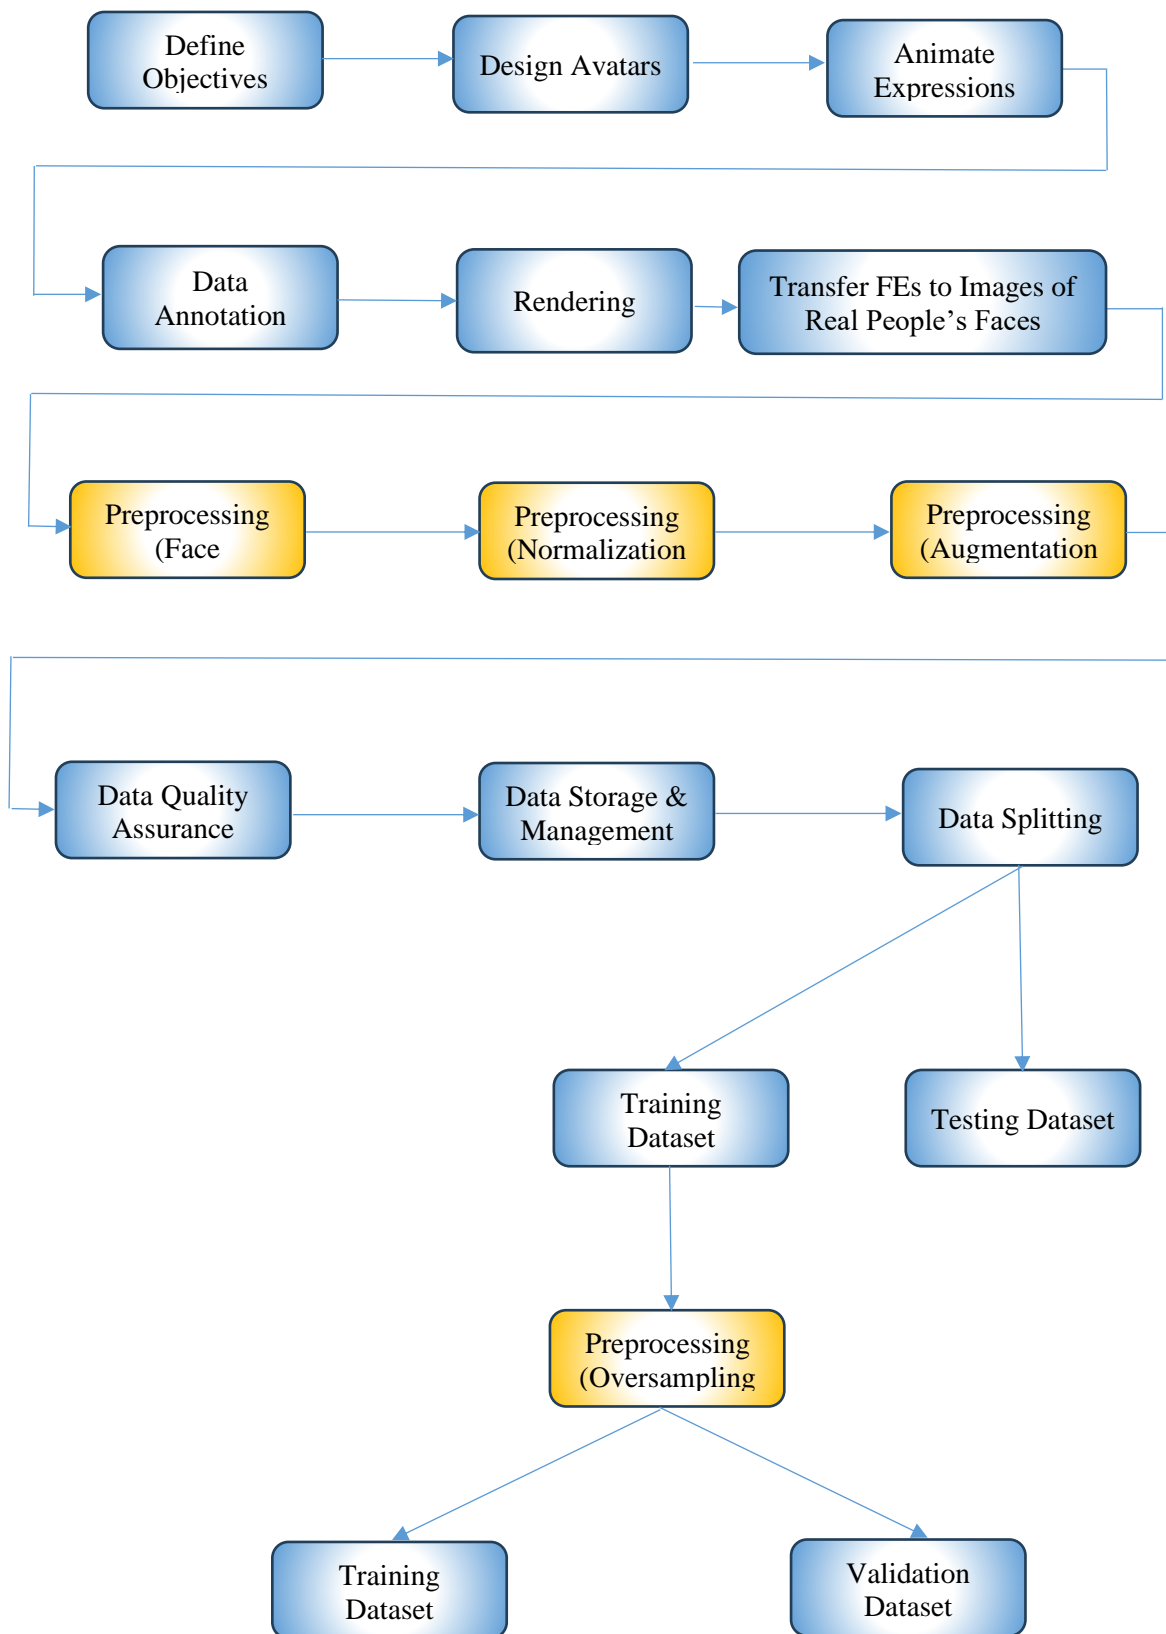 Define
Objectives
Design Avatars
Animate
Expressions
Data
Annotation
Rendering
Transfer FEs to Images of
Real People’s Faces
Preprocessing
(Face
Preprocessing
(Normalization
Preprocessing
(Augmentation
Data Quality
Assurance
Data Storage &
Management
Data Splitting
Training
Dataset
Testing Dataset
Preprocessing
(Oversampling
Training
Dataset
Validation
Dataset